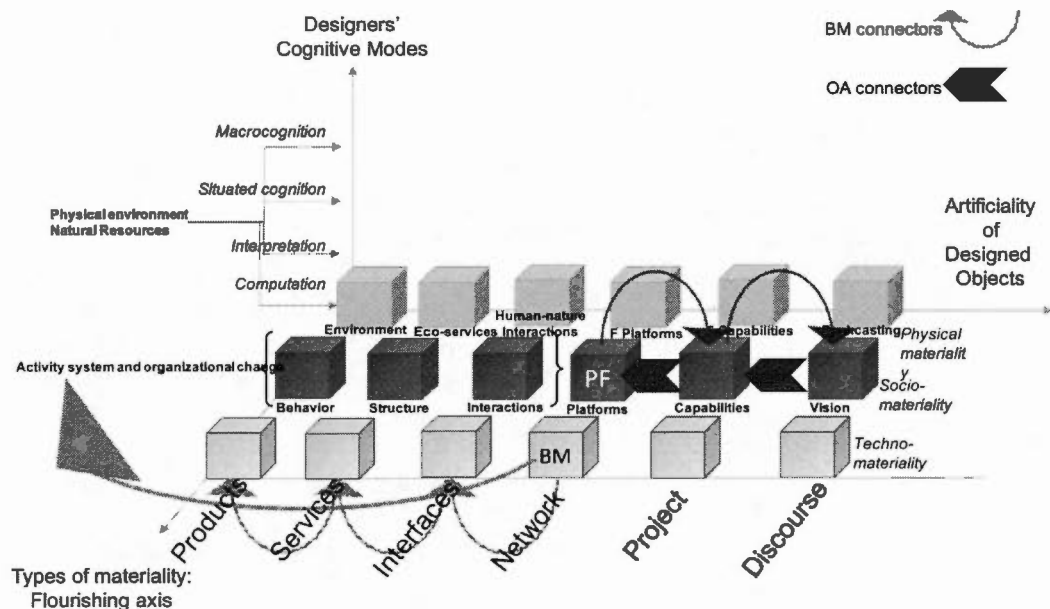 Designers'
Cognitive Modes
BM connectors
OA connectors
Macrocognition
Situated cognition
Physical environment
Natural Resources
Interpretation
Computation
Artificiality
of
Designed
Objects
Human-nature
Environment Eco-services Interactions F Platforms Capabilities
Physical
materialit
y
Activity system and organizational change
PF
Socio-
materiality
Behavior Structure Interactions Platforms Capabilities Vision
BM
Techno-
materiality
Products Services Interfaces Network Project Discourse
Types of materiality:
Flourishing axis